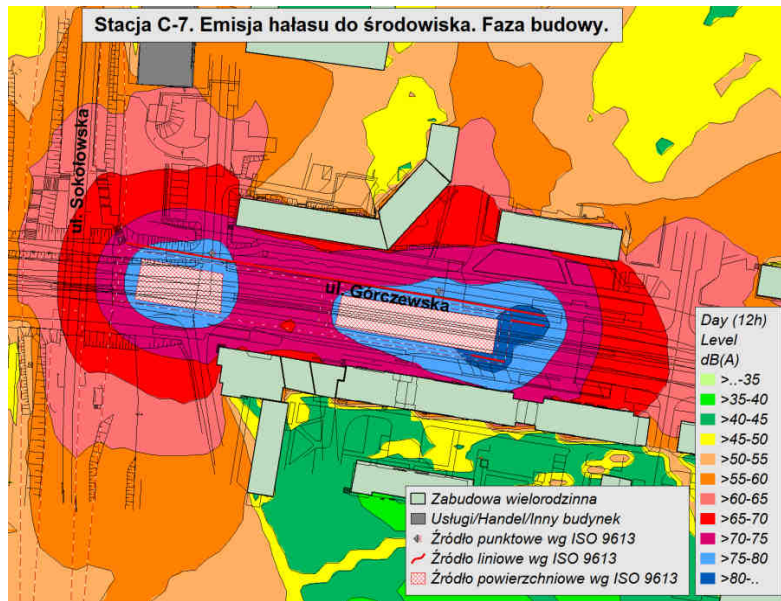 Stacja C-7. Emisja hałasu do środowiska. Faza budowy.
ul. Sokołowska
ul. Górczewska
Day (12h)
Level
dB(A)
>..-35
>35-40
>40-45
>45-50
>50-55
>55-60
>60-65
>65-70
>70-75
>75-80
>80-..
Zabudowa wielorodzinna
Usługi/Handel/Inny budynek
Źródło punktowe wg ISO 9613
Źródło liniowe wg ISO 9613
Źródło powierzchniowe wg ISO 9613